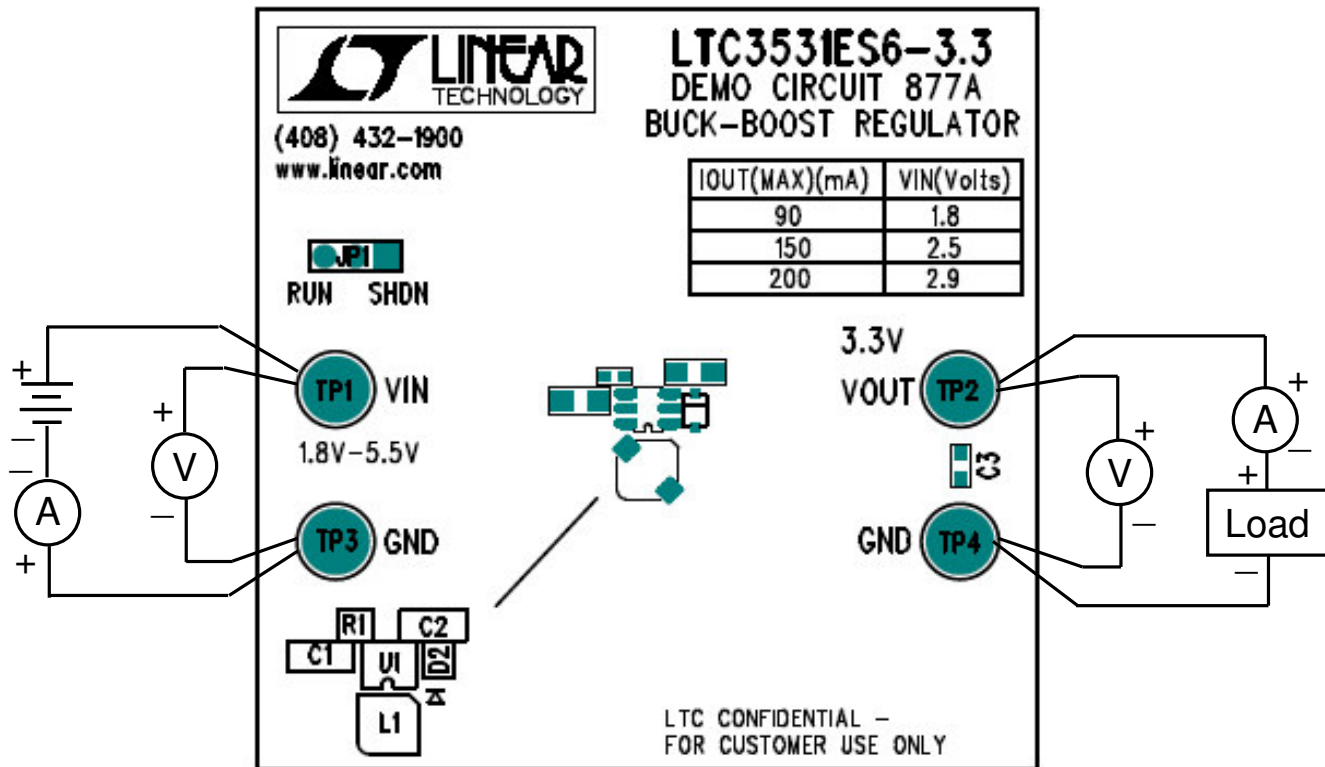 LINEAR
TECHNOLOGY
(408) 432-1900
www.linear.com
LTC3531ES6-3.3
DEMO CIRCUIT 877A
BUCK-BOOST REGULATOR
IOUT(MAX)(mA) VIN(Volts)
90 1.8
150 2.5
200 2.9
JP1
RUN SHDN
+
TP1 VIN
1.8V-5.5V
+
V
−
−
−
A
+
TP3 GND
3.3V
VOUT TP2
C3
GND TP4
+
V
−
+
A
−
+
Load
−
R1 C2
C1 U1 D2
L1
LTC CONFIDENTIAL -
FOR CUSTOMER USE ONLY